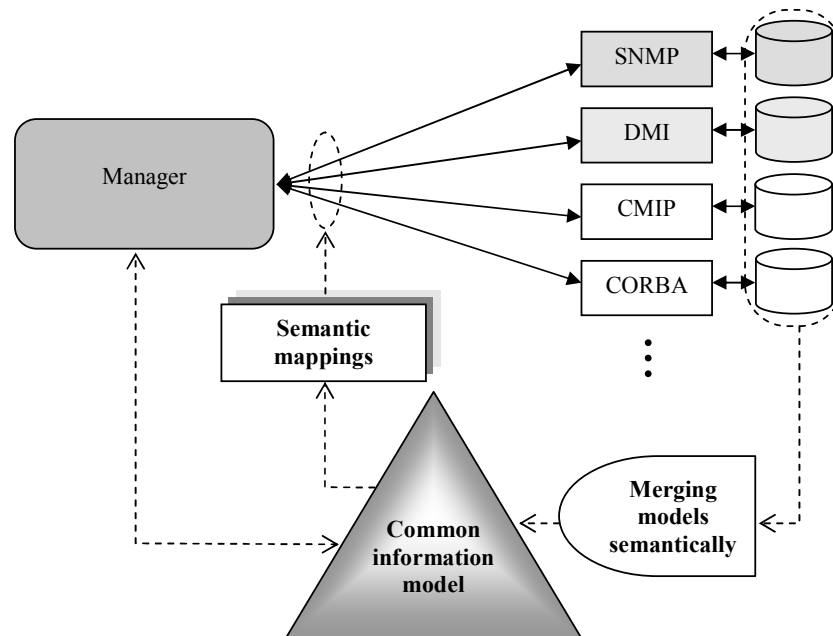 SNMP
Manager
DMI
CMIP
CORBA
Semantic
mappings
Merging
models
semantically
Common
information
model